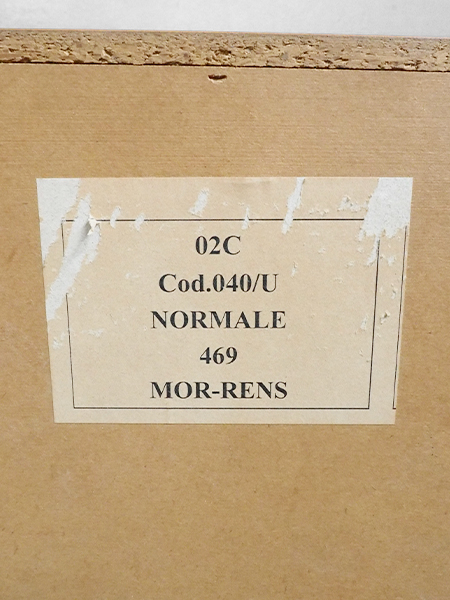 02C
Cod.040/U
NORMALE
469
MOR-RENS